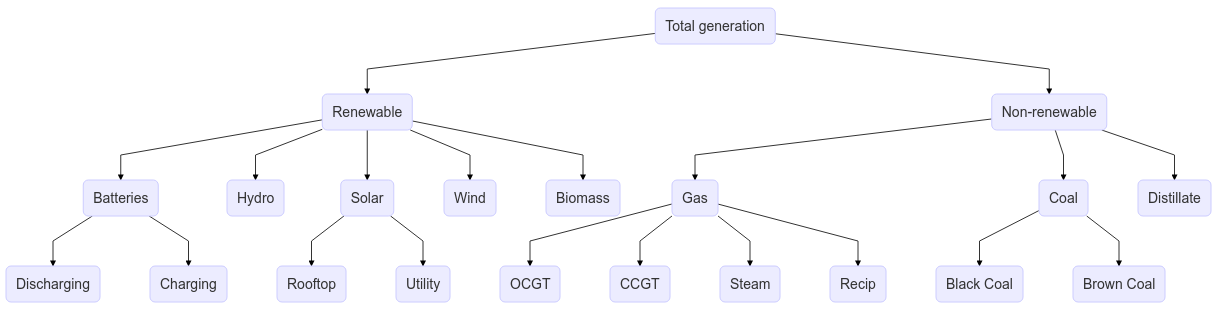 Total generation
Renewable
Non-renewable
Batteries
Hydro
Solar
Wind
Biomass
Gas
Coal
Distillate
Discharging
Charging
Rooftop
Utility
OCGT
CCGT
Steam
Recip
Black Coal
Brown Coal